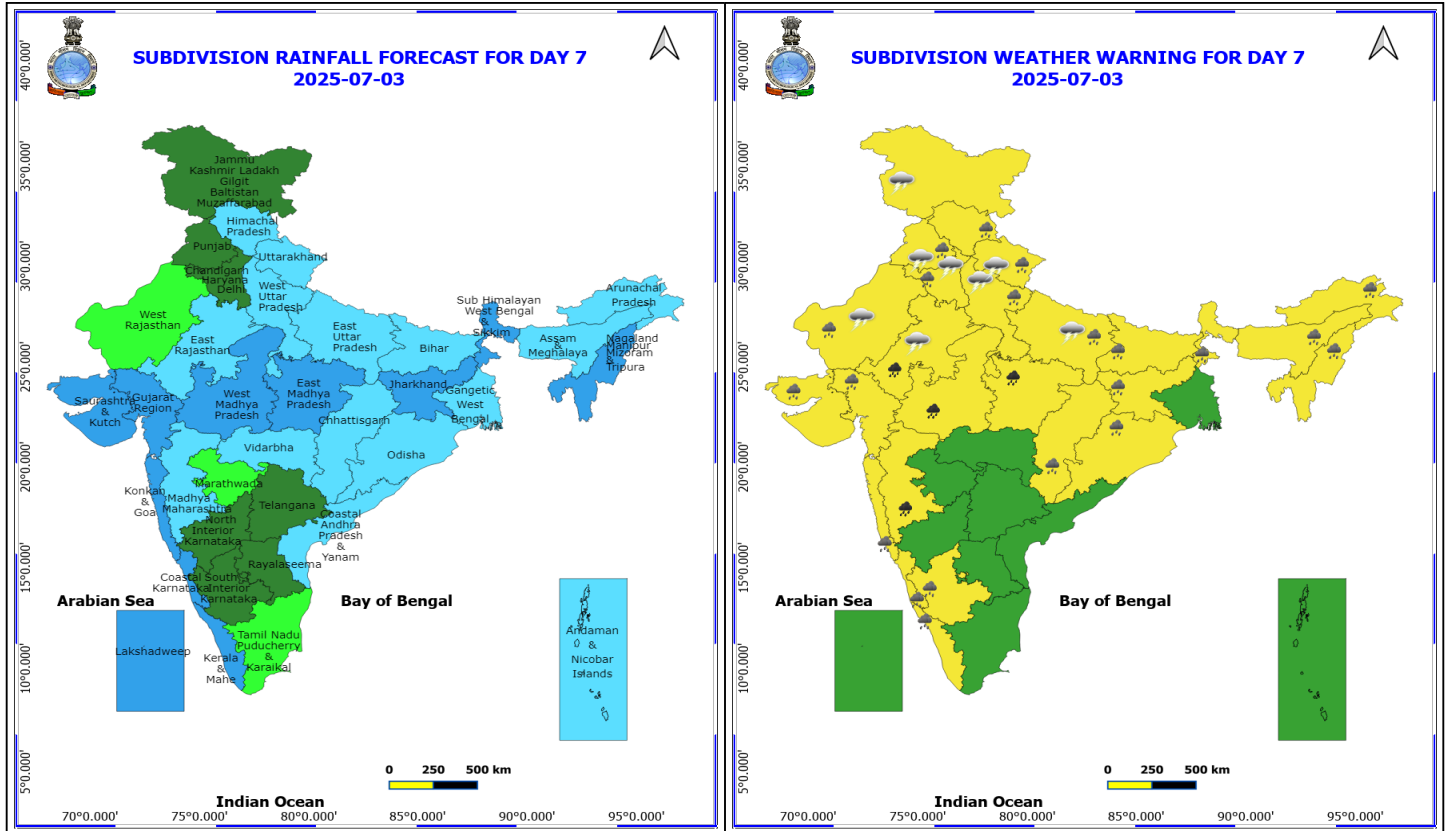 SUBDIVISION RAINFALL FORECAST FOR DAY 7
2025-07-03
40°0.000'
35°0.000'
30°0.000'
25°0.000'
20°0.000'
15°0.000'
10°0.000'
5°0.000'
Jammu
Kashmir Ladakh
Gilgit
Baltistan
Muzaffarabad
Himachal
Pradesh
Punjab
Uttarakhand
Chandigarh
Haryana
Delhi
West
Uttar
Pradesh
Arunachal
Pradesh
West
Rajasthan
Sub Himalayan
West Bengal
&
Sikkim
East
Rajasthan
East
Uttar
Pradesh
Bihar
Assam
&
Meghalaya
Nagaland
Manipur
Mizoram
&
Tripura
Saurashtra
&
Kutch
Gujarat
Region
West
Madhya
Pradesh
East
Madhya
Pradesh
Jharkhand
Gangetic
West
Bengal
Chhattisgarh
Vidarbha
Odisha
Konkan
&
Goa
Madhya
Maharashtra
Marathwada
Telangana
North
Interior
Karnataka
Coastal
Andhra
Pradesh
&
Yanam
Rayalaseema
Coastal
Karnataka
South
Interior
Karnataka
Arabian Sea
Bay of Bengal
Lakshadweep
Kerala
&
Mahe
Tamil Nadu
Puducherry
&
Karaikal
Andaman
&
Nicobar
Islands
0 250 500 km
Indian Ocean
70°0.000' 75°0.000' 80°0.000' 85°0.000' 90°0.000' 95°0.000'
SUBDIVISION WEATHER WARNING FOR DAY 7
2025-07-03
40°0.000'
35°0.000'
30°0.000'
25°0.000'
20°0.000'
15°0.000'
10°0.000'
5°0.000'
Arabian Sea
Bay of Bengal
0 250 500 km
Indian Ocean
70°0.000' 75°0.000' 80°0.000' 85°0.000' 90°0.000' 95°0.000'